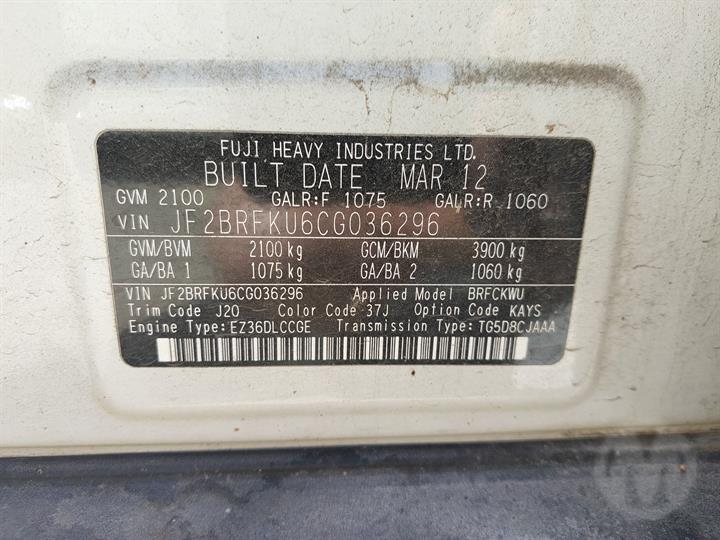 FUJI HEAVY INDUSTRIES LTD.
BUILT DATE MAR 12
GVM 2100 GALR:F 1075 GALR:R 1060
VIN JF2BRFKU6CG036296
GVM/BVM 2100 kg GCM/BKM 3900 kg
GA/BA 1 1075 kg GA/BA 2 1060 kg
VIN JF2BRFKU6CG036296 Applied Model BRFCKWU
Trim Code J20 Color Code 37J Option Code KAYS
Engine Type: EZ36DLCCGE Transmission Type: TG5D8CJAAA